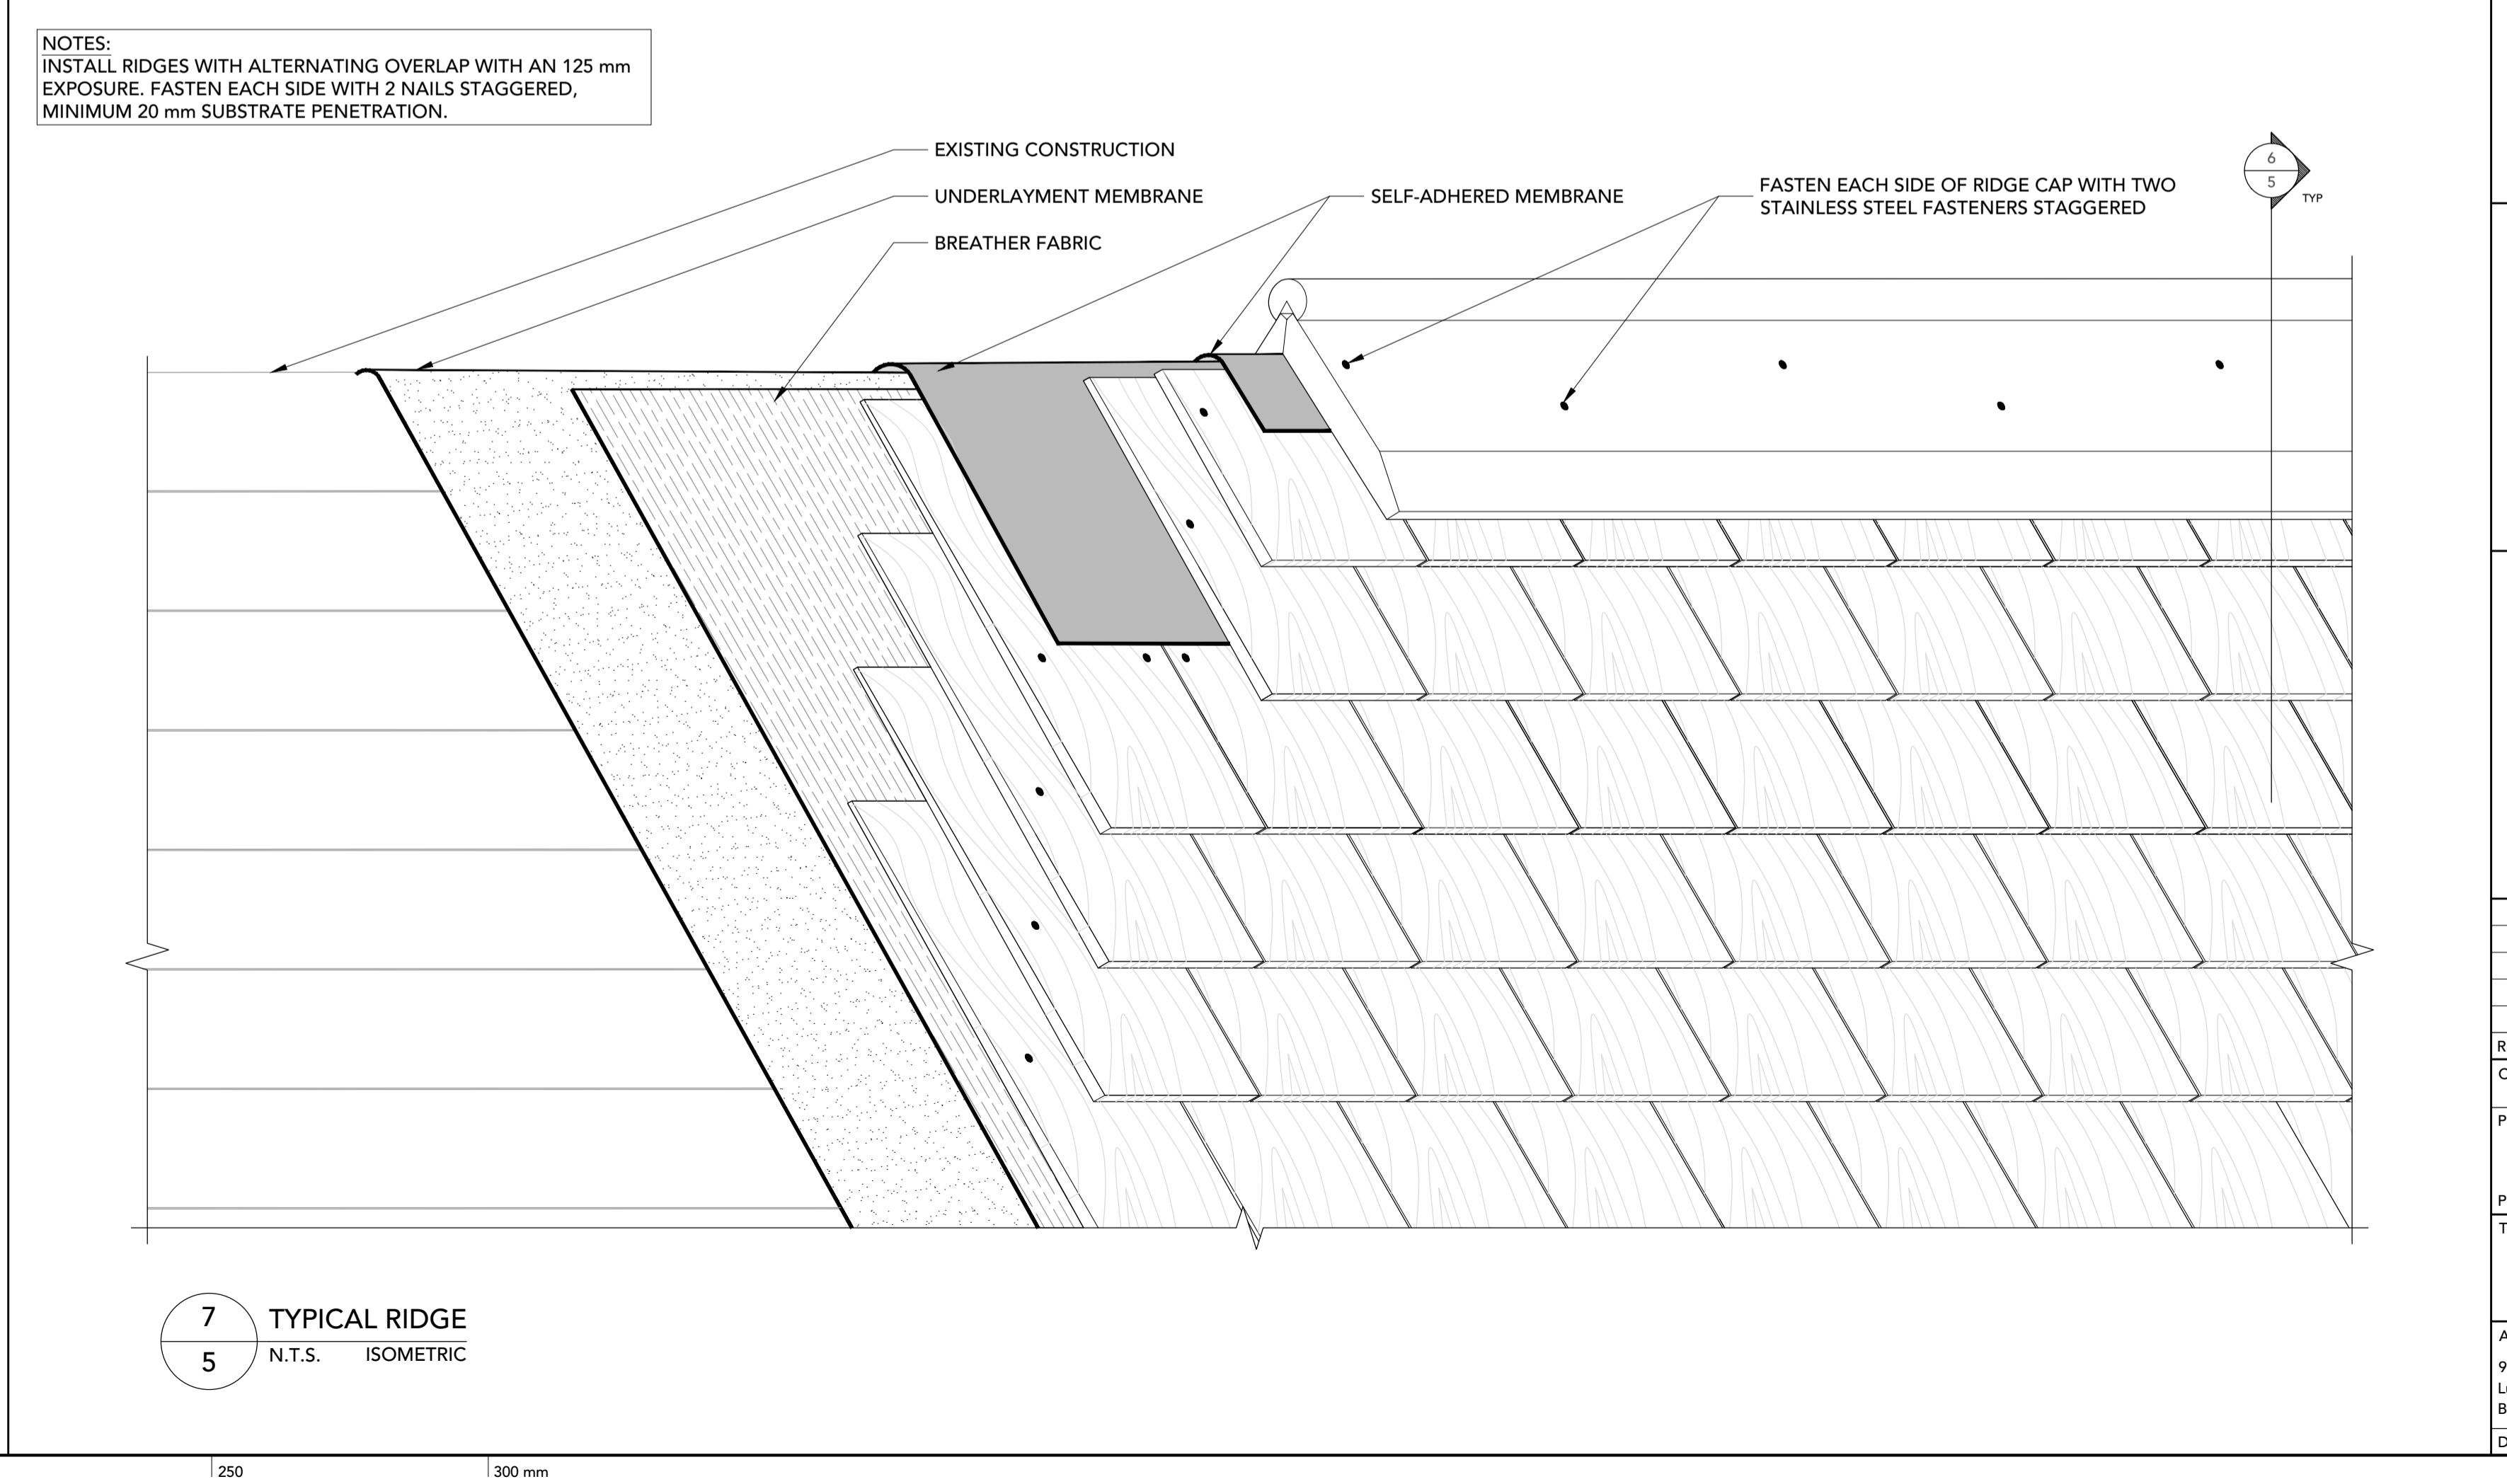 NOTES:
INSTALL RIDGES WITH ALTERNATING OVERLAP WITH AN 125 mm
EXPOSURE. FASTEN EACH SIDE WITH 2 NAILS STAGGERED,
MINIMUM 20 mm SUBSTRATE PENETRATION.
EXISTING CONSTRUCTION
UNDERLAYMENT MEMBRANE
BREATHER FABRIC
SELF-ADHERED MEMBRANE
FASTEN EACH SIDE OF RIDGE CAP WITH TWO
STAINLESS STEEL FASTENERS STAGGERED
6
5
TYP
7
5
TYPICAL RIDGE
N.T.S. ISOMETRIC
250
300 mm